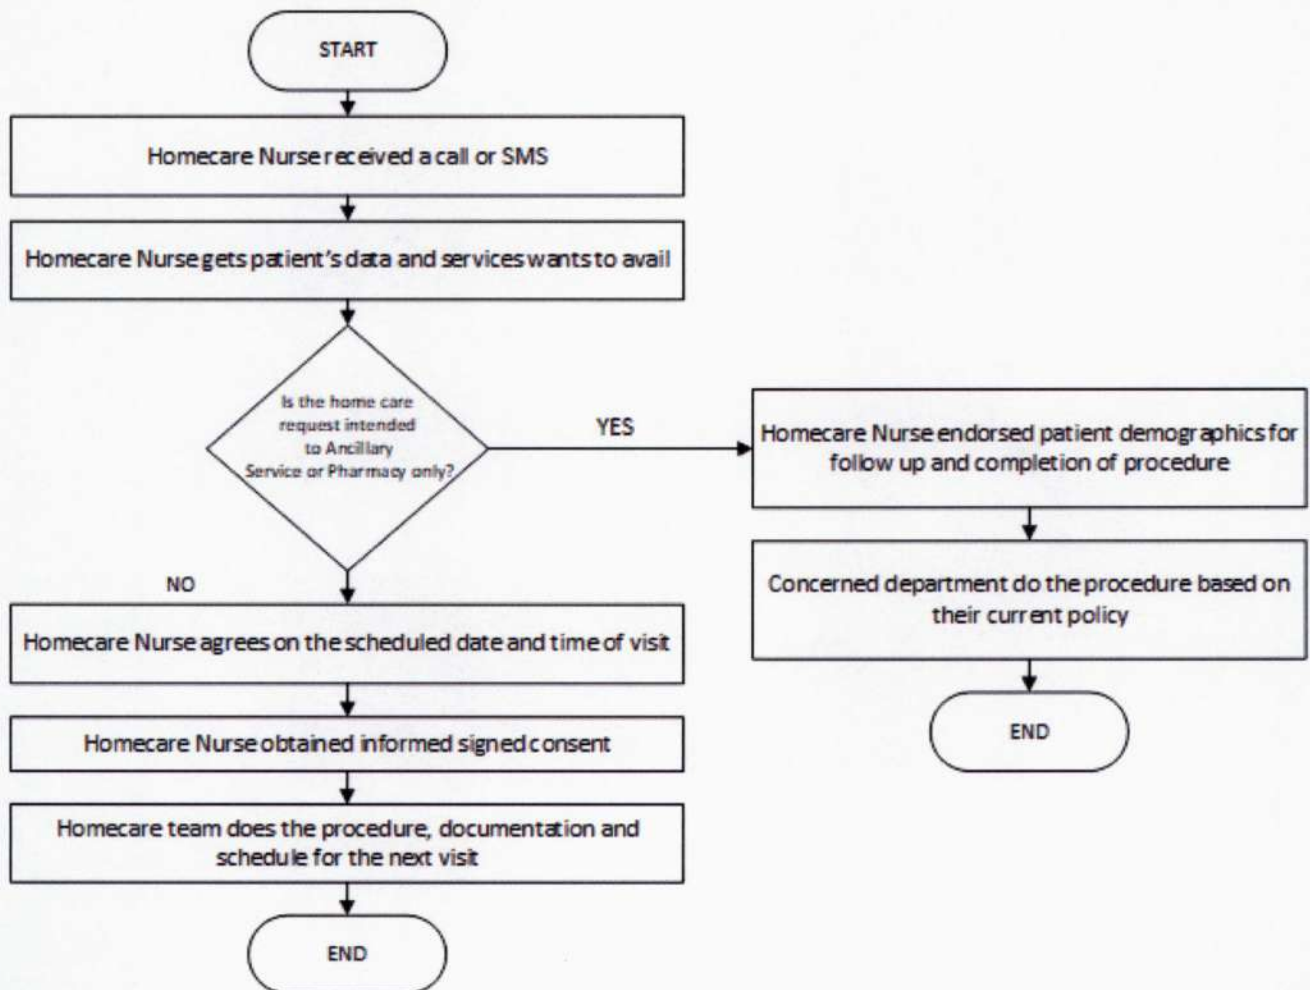 START
Homecare Nurse received a call or SMS
Homecare Nurse gets patient's data and services wants to avail
Is the home care
request intended
to Ancillary
Service or Pharmacy only?
YES
Homecare Nurse endorsed patient demographics for
follow up and completion of procedure
Concerned department do the procedure based on
their current policy
END
NO
Homecare Nurse agrees on the scheduled date and time of visit
Homecare Nurse obtained informed signed consent
Homecare team does the procedure, documentation and
schedule for the next visit
END